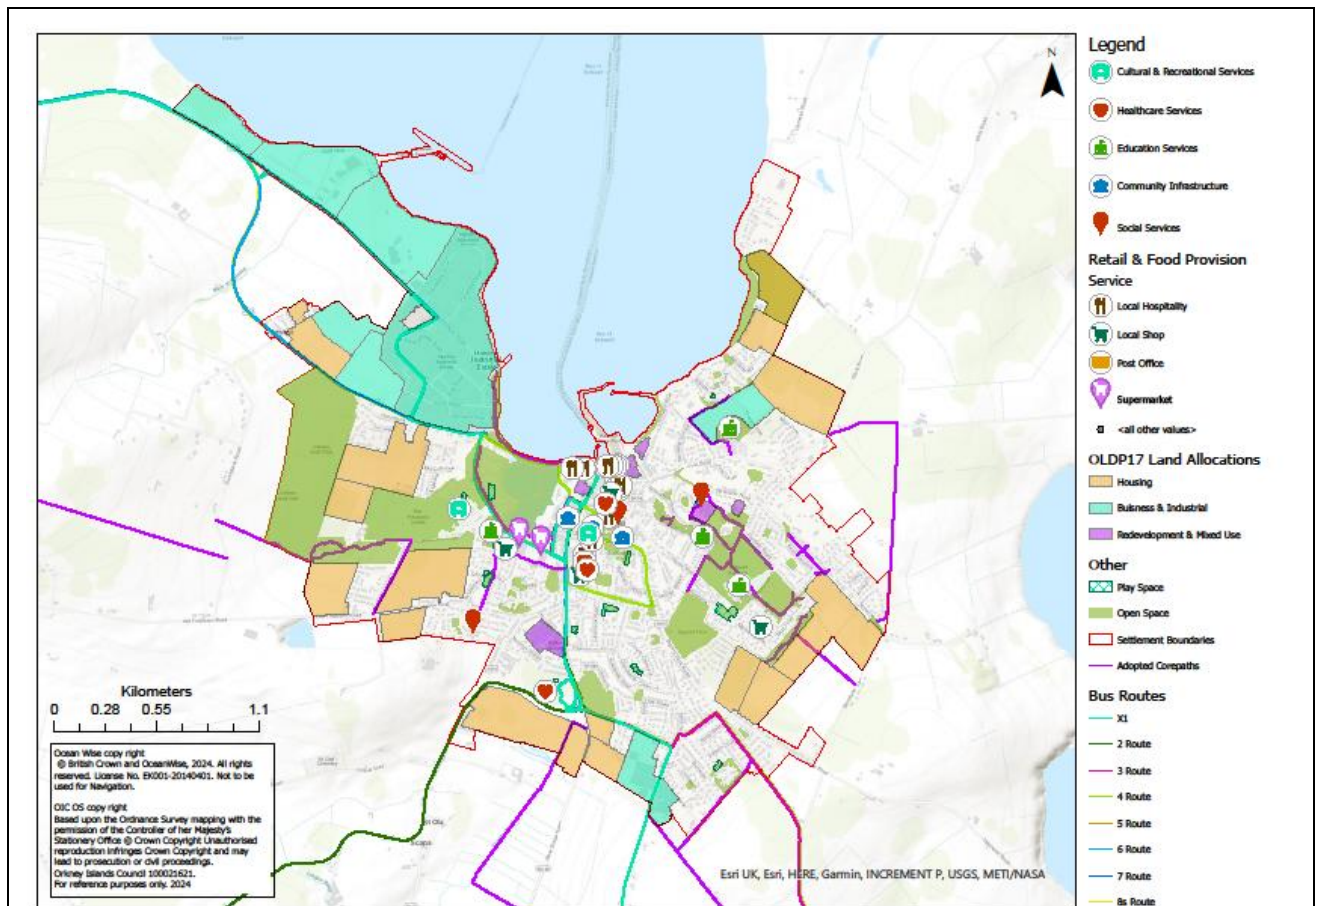 N
Legend
Cultural & Recreational Services
Healthcare Services
Education Services
Community Infrastructure
Social Services
Retail & Food Provision
Service
Local Hospitality
Local Shop
Post Office
Supermarket
<all other values>
OLDP17 Land Allocations
Housing
Buisness & Industrial
Redevelopment & Mixed Use
Other
Play Space
Open Space
Settlement Boundaries
Adopted Corepaths
Bus Routes
X1
2 Route
3 Route
4 Route
5 Route
6 Route
7 Route
8s Route
Kilometers
0 0.28 0.55 1.1
Ocean Wise copy right
© British Crown and OceanWise, 2024. All rights
reserved. License No. EK001-20140401. Not to be
used for Navigation.
OIC OS copy right
Based upon the Ordnance Survey mapping with the
permission of the Controller of her Majesty's
Stationery Office © Crown Copyright Unauthorised
reproduction infringes Crown Copyright and may
lead to prosecution or civil proceedings.
Orkney Islands Council 100021621.
For reference purposes only. 2024
Scapa
Esri UK, Esri, HERE, Garmin, INCREMENT P, USGS, METI/NASA